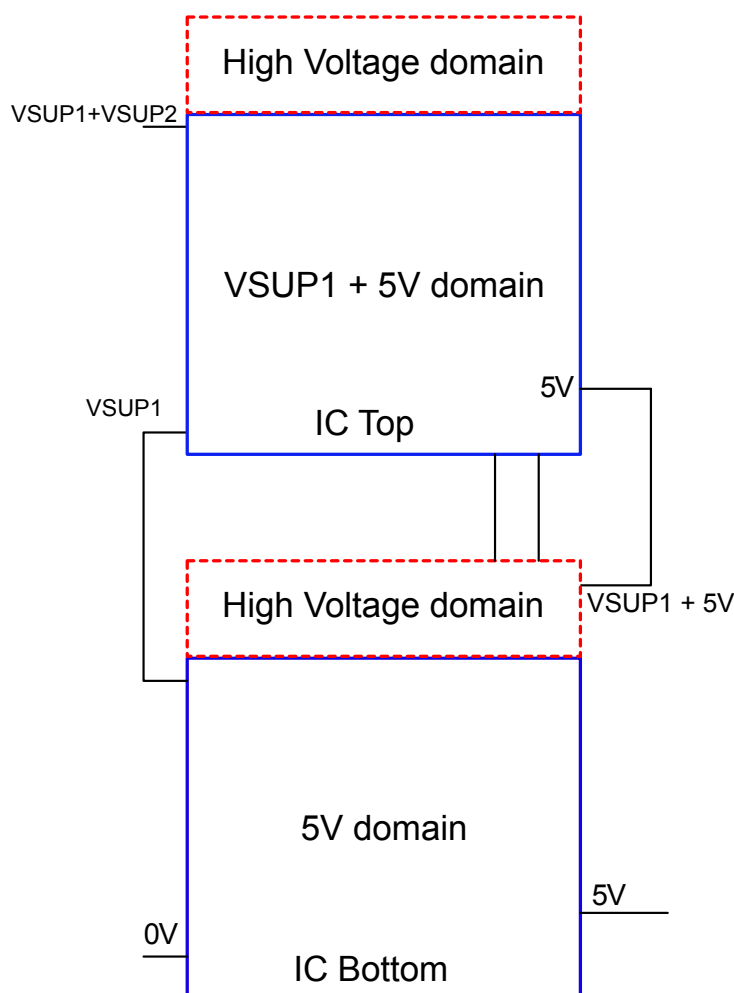 High Voltage domain
VSUP1+VSUP2
VSUP1 + 5V domain
5V
VSUP1
IC Top
High Voltage domain
VSUP1 + 5V
5V domain
5V
0V
IC Bottom